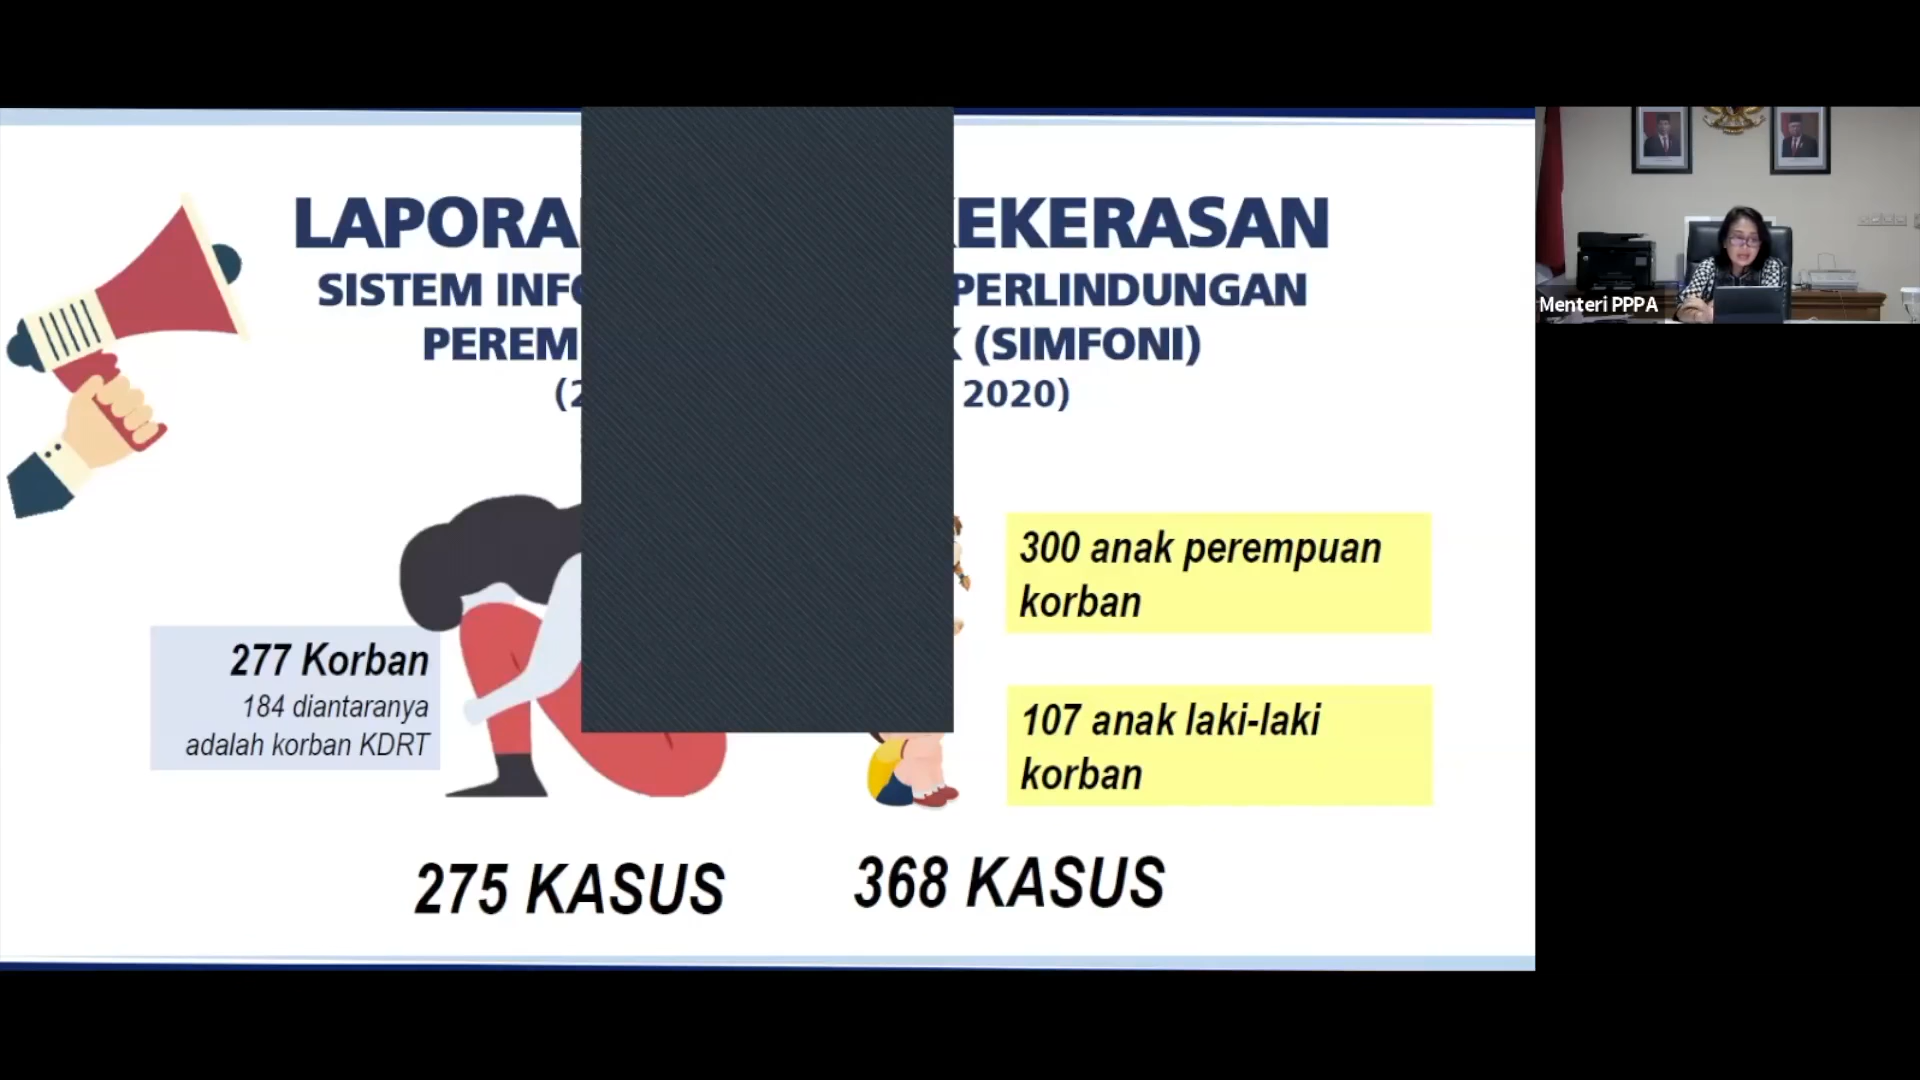 LAPORA
EKERASAN
SISTEM INF
PERLINDUNGAN
PEREM
(SIMFONI)
(2
2020)
277 Korban
184 diantaranya
adalah korban KDRT
300 anak perempuan
korban
107 anak laki-laki
korban
275 KASUS
368 KASUS
Menteri PPPA